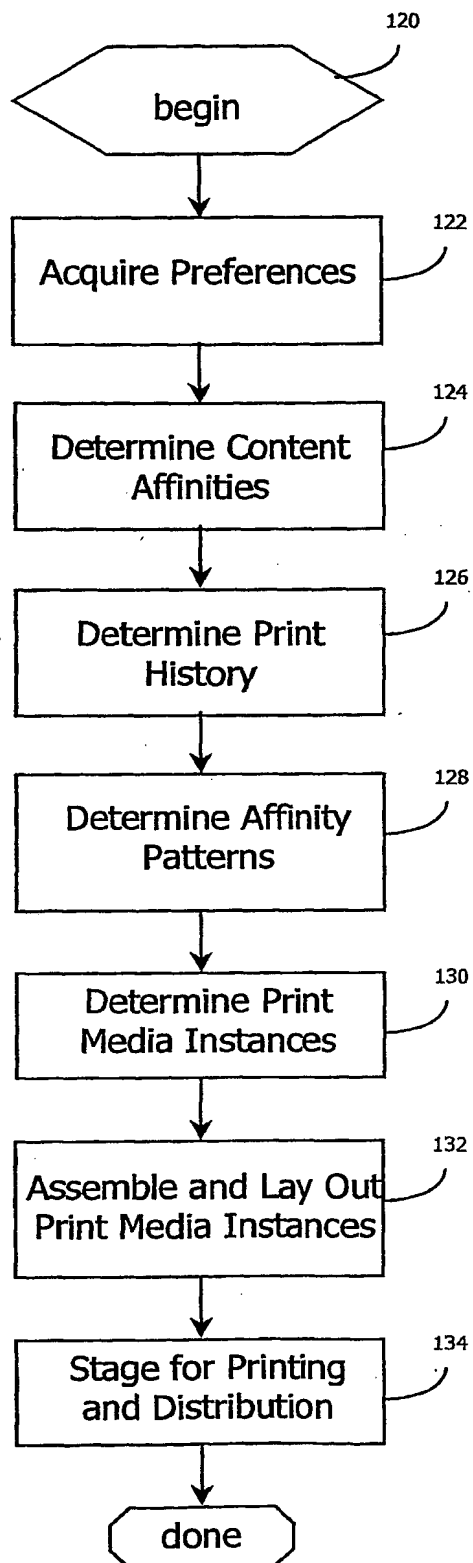 120
begin
122
Acquire Preferences
124
Determine Content
Affinities
126
Determine Print
History
128
Determine Affinity
Patterns
130
Determine Print
Media Instances
132
Assemble and Lay Out
Print Media Instances
134
Stage for Printing
and Distribution
done